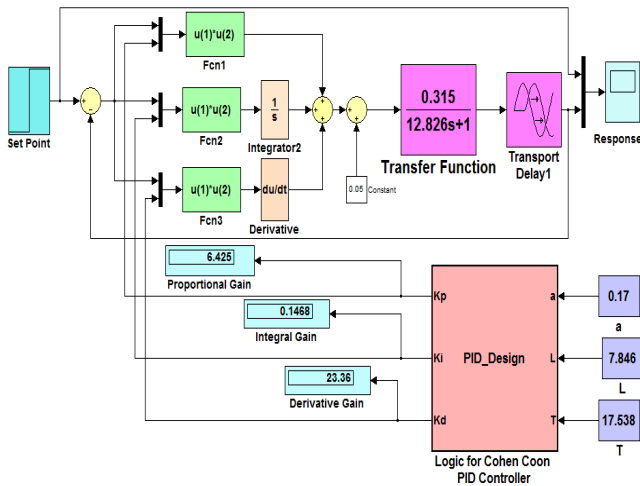 u(1)*u(2)
Fcn1
Set Point
+
-
u(1)*u(2)
Fcn2
1
s
Integrator2
+
+
+
+
+
0.05
Constant
0.315
12.826s+1
Transfer Function
Transport
Delay1
Response
u(1)*u(2)
Fcn3
du/dt
Derivative
6.425
Proportional Gain
0.1468
Integral Gain
23.36
Derivative Gain
Kp
Ki
Kd
PID_Design
a
L
T
Logic for Cohen Coon
PID Controller
0.17
a
7.846
L
17.538
T